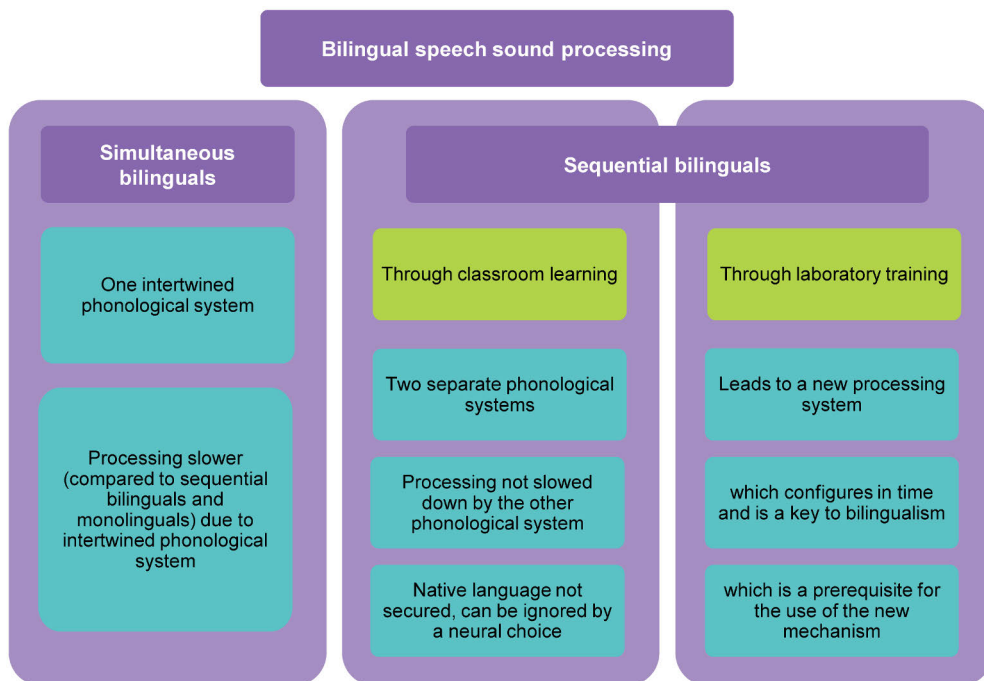 Bilingual speech sound processing
Simultaneous
bilinguals
One intertwined
phonological system
Processing slower
(compared to sequential
bilinguals and
monolinguals) due to
intertwined phonological
system
Sequential bilinguals
Through classroom learning
Two separate phonological
systems
Processing not slowed
down by the other
phonological system
Native language not
secured, can be ignored by
a neural choice
Through laboratory training
Leads to a new processing
system
which configures in time
and is a key to bilingualism
which is a prerequisite for
the use of the new
mechanism